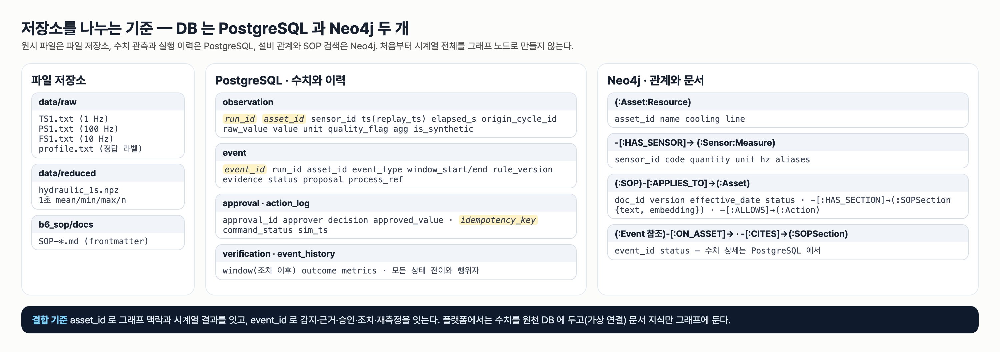 저장소를 나누는 기준 — DB 는 PostgreSQL 과 Neo4j 두 개
원시 파일은 파일 저장소, 수치 관측과 실행 이력은 PostgreSQL, 설비 관계와 SOP 검색은 Neo4j. 처음부터 시계열 전체를 그래프 노드로 만들지 않는다.
파일 저장소
data/raw
TS1.txt (1 Hz)
PS1.txt (100 Hz)
FS1.txt (10 Hz)
profile.txt (정답 라벨)
data/reduced
hydraulic_1s.npz
1초 mean/min/max/n
b6_sop/docs
SOP-*.md (frontmatter)
PostgreSQL · 수치와 이력
observation
run_id asset_id sensor_id ts(replay_ts) elapsed_s origin_cycle_id
raw_value value unit quality_flag agg is_synthetic
event
event_id run_id asset_id event_type window_start/end rule_version
evidence status proposal process_ref
approval · action_log
approval_id approver decision approved_value · idempotency_key
command_status sim_ts
verification · event_history
window(조치 이후) outcome metrics · 모든 상태 전이와 행위자
Neo4j · 관계와 문서
(:Asset:Resource)
asset_id name cooling line
-[:HAS_SENSOR]→ (:Sensor:Measure)
sensor_id code quantity unit hz aliases
(:SOP)-[:APPLIES_TO]→(:Asset)
doc_id version effective_date status · -[:HAS_SECTION]→(:SOPSection
{text, embedding}) · -[:ALLOWS]→(:Action)
(:Event 참조)-[:ON_ASSET]→ · -[:CITES]→(:SOPSection)
event_id status — 수치 상세는 PostgreSQL 에서
결합 기준 asset_id 로 그래프 맥락과 시계열 결과를 잇고, event_id 로 감지·근거·승인·조치·재측정을 잇는다. 플랫폼에서는 수치를 원천 DB 에 두고(가상 연결) 문서 지식만 그래프에 둔다.